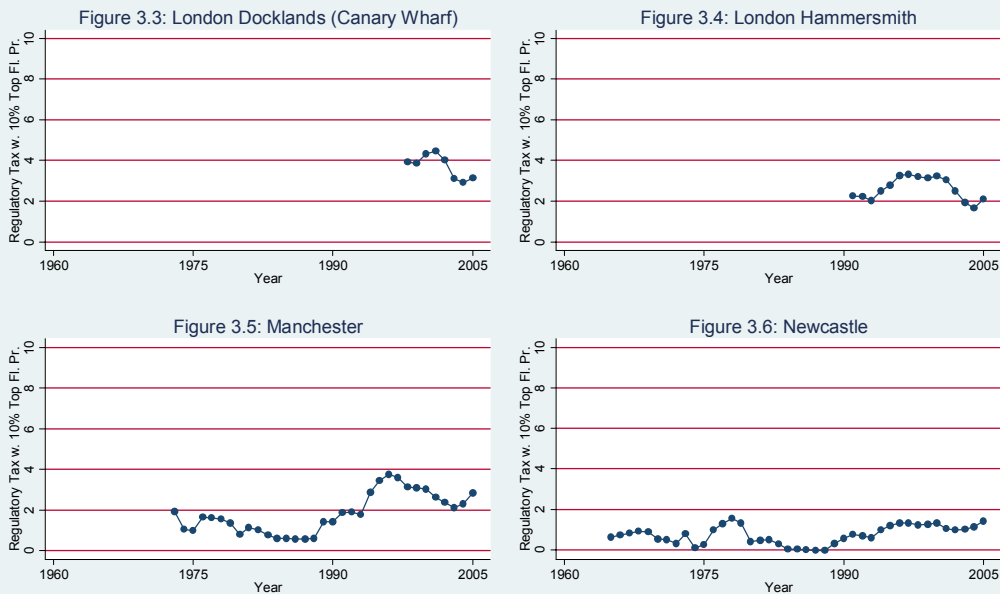 Figure 3.3: London Docklands (Canary Wharf)
Regulatory Tax w. 10% Top Fl. Pr.
10
8
6
4
2
0
1960 1975 1990 2005
Year
Figure 3.4: London Hammersmith
Regulatory Tax w. 10% Top Fl. Pr.
10
8
6
4
2
0
1960 1975 1990 2005
Year
Figure 3.5: Manchester
Regulatory Tax w. 10% Top Fl. Pr.
10
8
6
4
2
0
1960 1975 1990 2005
Year
Figure 3.6: Newcastle
Regulatory Tax w. 10% Top Fl. Pr.
10
8
6
4
2
0
1960 1975 1990 2005
Year